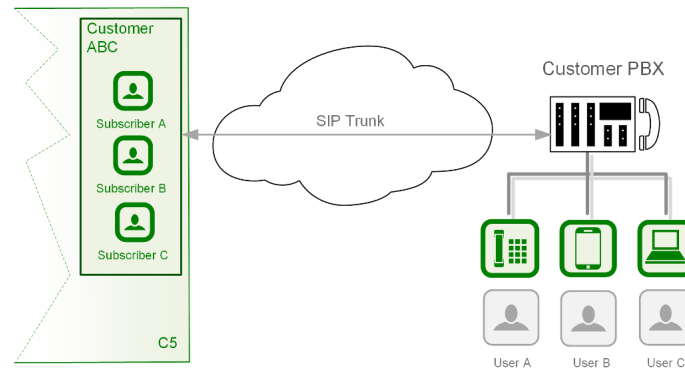 Customer
ABC
Subscriber A
Subscriber B
Subscriber C
C5
SIP Trunk
Customer PBX
User A
User B
User C